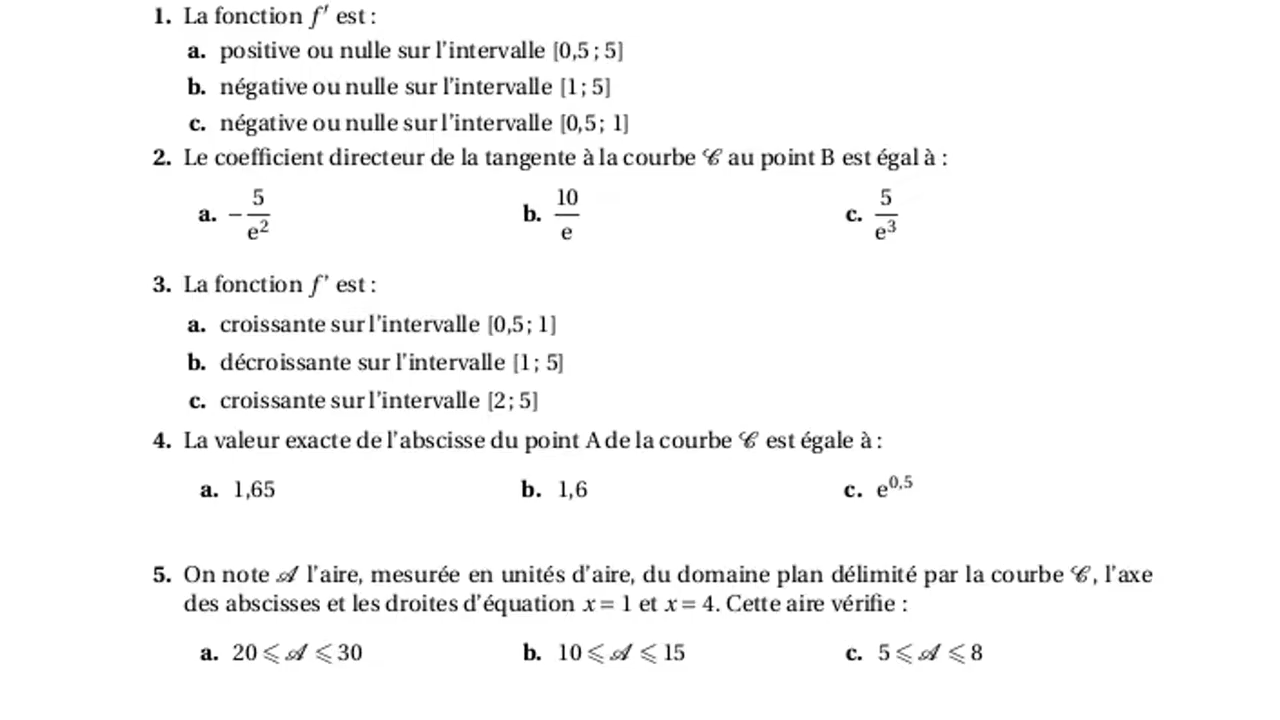 1. La fonction f′ est :
a. positive ou nulle sur l'intervalle [0,5 ; 5]
b. négative ou nulle sur l'intervalle [1 ; 5]
c. négative ou nulle sur l'intervalle [0,5 ; 1]
2. Le coefficient directeur de la tangente à la courbe 𝒞 au point B est égal à :
a. −5/e² b. 10/e c. 5/e³
3. La fonction f' est :
a. croissante sur l'intervalle [0,5 ; 1]
b. décroissante sur l'intervalle [1 ; 5]
c. croissante sur l'intervalle [2 ; 5]
4. La valeur exacte de l'abscisse du point A de la courbe 𝒞 est égale à :
a. 1,65 b. 1,6 c. e^0,5
5. On note 𝒜 l'aire, mesurée en unités d'aire, du domaine plan délimité par la courbe 𝒞, l'axe
des abscisses et les droites d'équation x = 1 et x = 4. Cette aire vérifie :
a. 20 ⩽ 𝒜 ⩽ 30 b. 10 ⩽ 𝒜 ⩽ 15 c. 5 ⩽ 𝒜 ⩽ 8